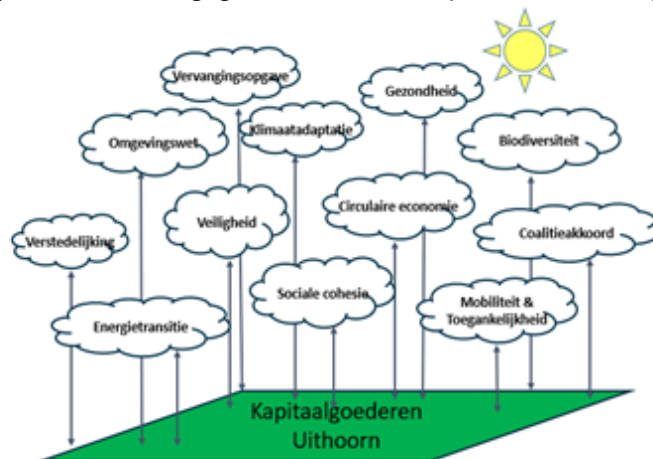 Vervangingsopgave
Gezondheid
Omgevingswet
Klimaatadaptatie
Biodiversiteit
Verstedelijking
Veiligheid
Circulaire economie
Coalitieakkoord
Energietransitie
Sociale cohesie
Mobiliteit &
Toegankelijkheid
Kapitaalgoederen
Uithoorn